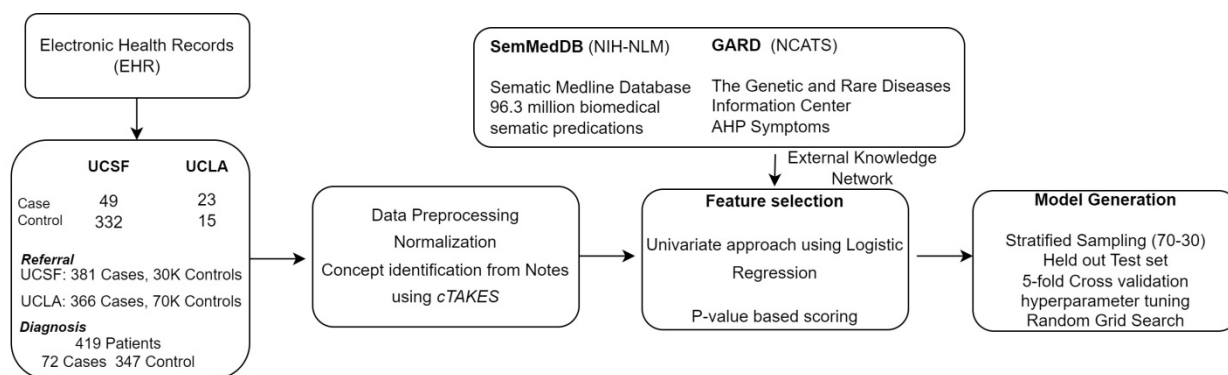 Electronic Health Records
(EHR)
UCSF UCLA
Case 49 23
Control 332 15
Referral
UCSF: 381 Cases, 30K Controls
UCLA: 366 Cases, 70K Controls
Diagnosis
419 Patients
72 Cases 347 Control
Data Preprocessing
Normalization
Concept identification from Notes
using cTAKES
SemMedDB (NIH-NLM)
Sematic Medline Database
96.3 million biomedical
sematic predications
GARD (NCATS)
The Genetic and Rare Diseases
Information Center
AHP Symptoms
External Knowledge
Network
Feature selection
Univariate approach using Logistic
Regression
P-value based scoring
Model Generation
Stratified Sampling (70-30)
Held out Test set
5-fold Cross validation
hyperparameter tuning
Random Grid Search